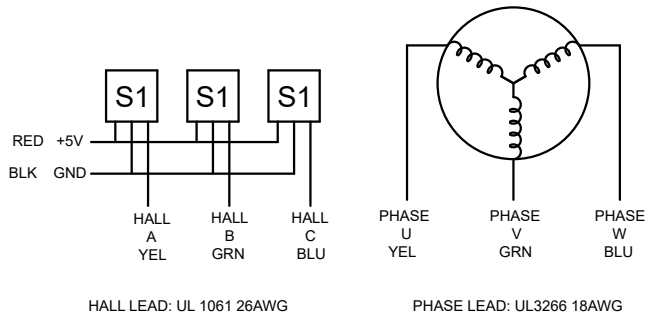 S1 S1 S1
RED +5V
BLK GND
HALL A YEL
HALL B GRN
HALL C BLU
PHASE U YEL
PHASE V GRN
PHASE W BLU
HALL LEAD: UL 1061 26AWG
PHASE LEAD: UL3266 18AWG